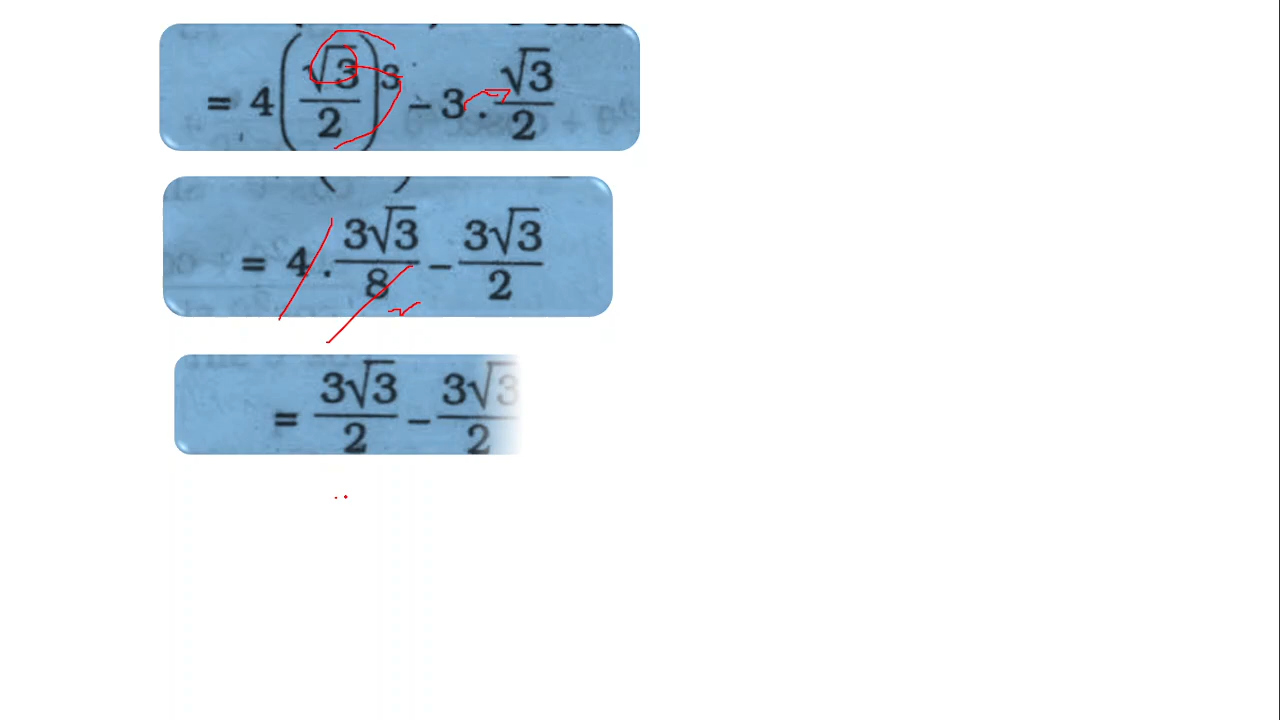 = 4(√3/2)³ – 3 . √3/2
= 4 . 3√3/8 – 3√3/2
= 3√3/2 – 3√3/2